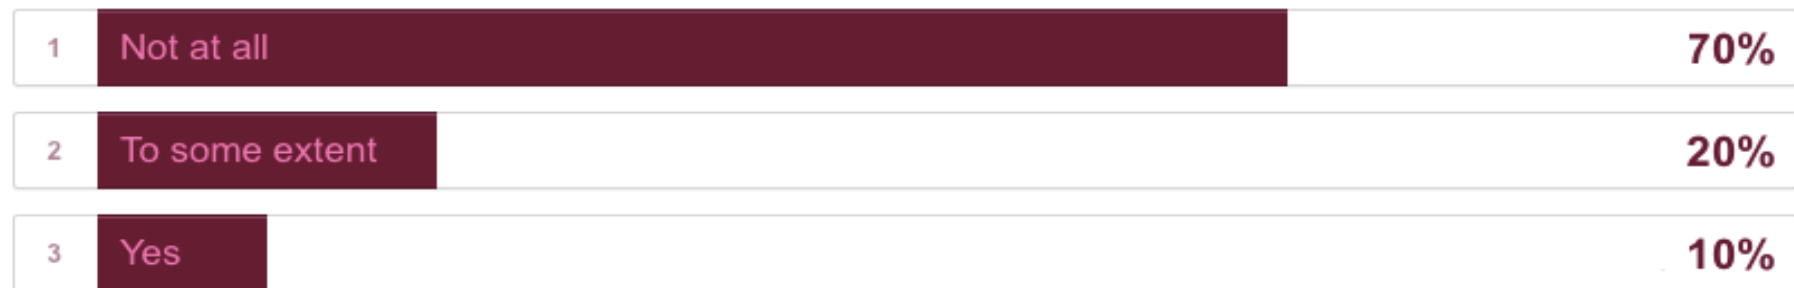 1 Not at all 70%
2 To some extent 20%
3 Yes 10%